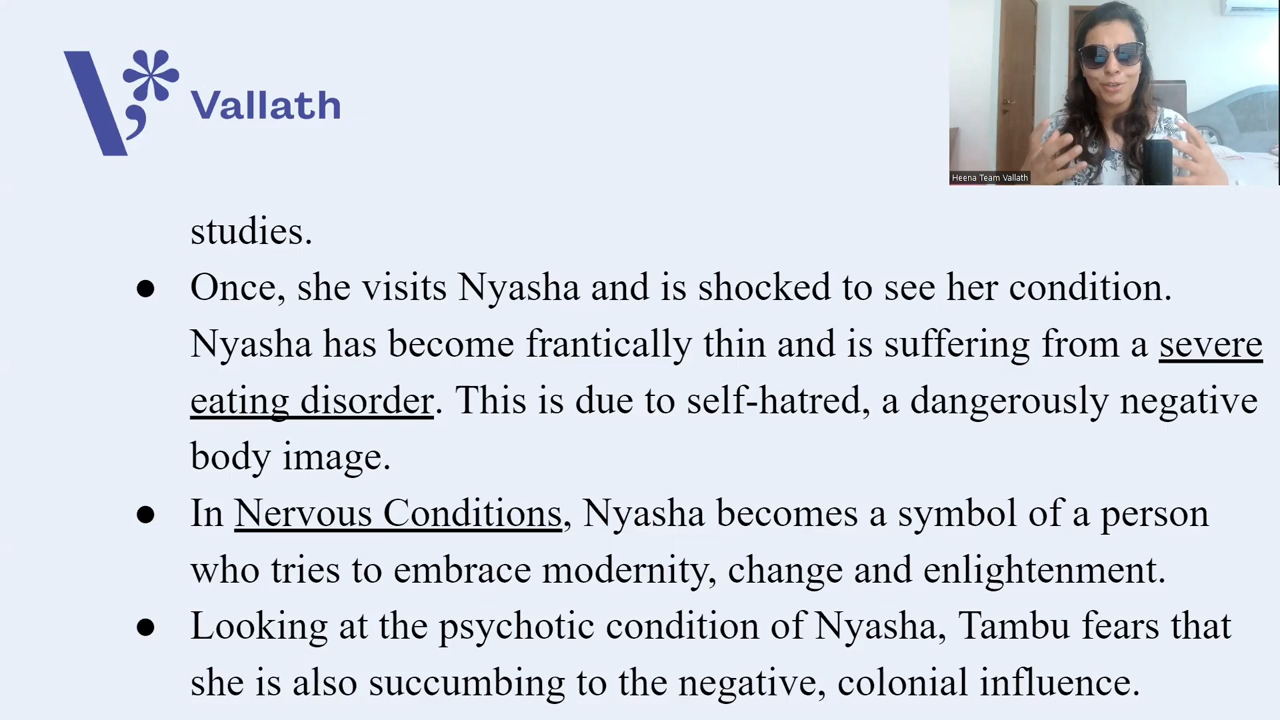 Vallath
Heena Team Vallath
studies.
● Once, she visits Nyasha and is shocked to see her condition.
Nyasha has become frantically thin and is suffering from a severe
eating disorder. This is due to self-hatred, a dangerously negative
body image.
● In Nervous Conditions, Nyasha becomes a symbol of a person
who tries to embrace modernity, change and enlightenment.
● Looking at the psychotic condition of Nyasha, Tambu fears that
she is also succumbing to the negative, colonial influence.